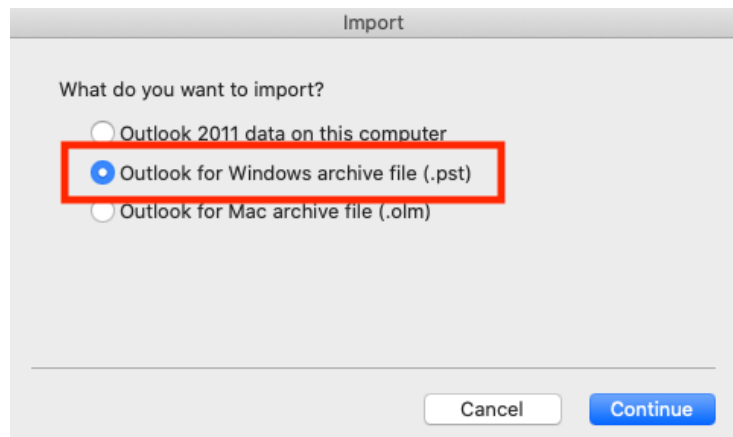 Import
What do you want to import?
Outlook 2011 data on this computer
Outlook for Windows archive file (.pst)
Outlook for Mac archive file (.olm)
Cancel Continue